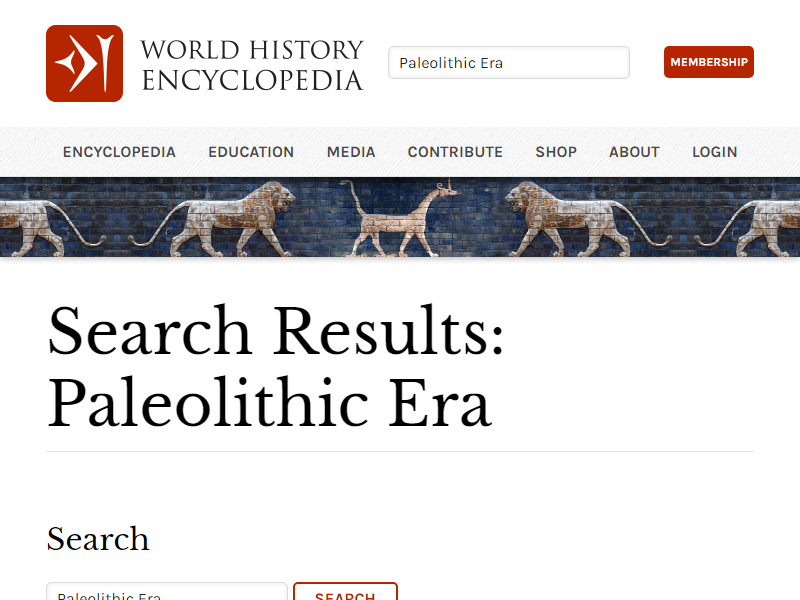 WORLD HISTORY
ENCYCLOPEDIA
Paleolithic Era
MEMBERSHIP
ENCYCLOPEDIA EDUCATION MEDIA CONTRIBUTE SHOP ABOUT LOGIN
Search Results:
Paleolithic Era
Search
Paleolithic Era SEARCH